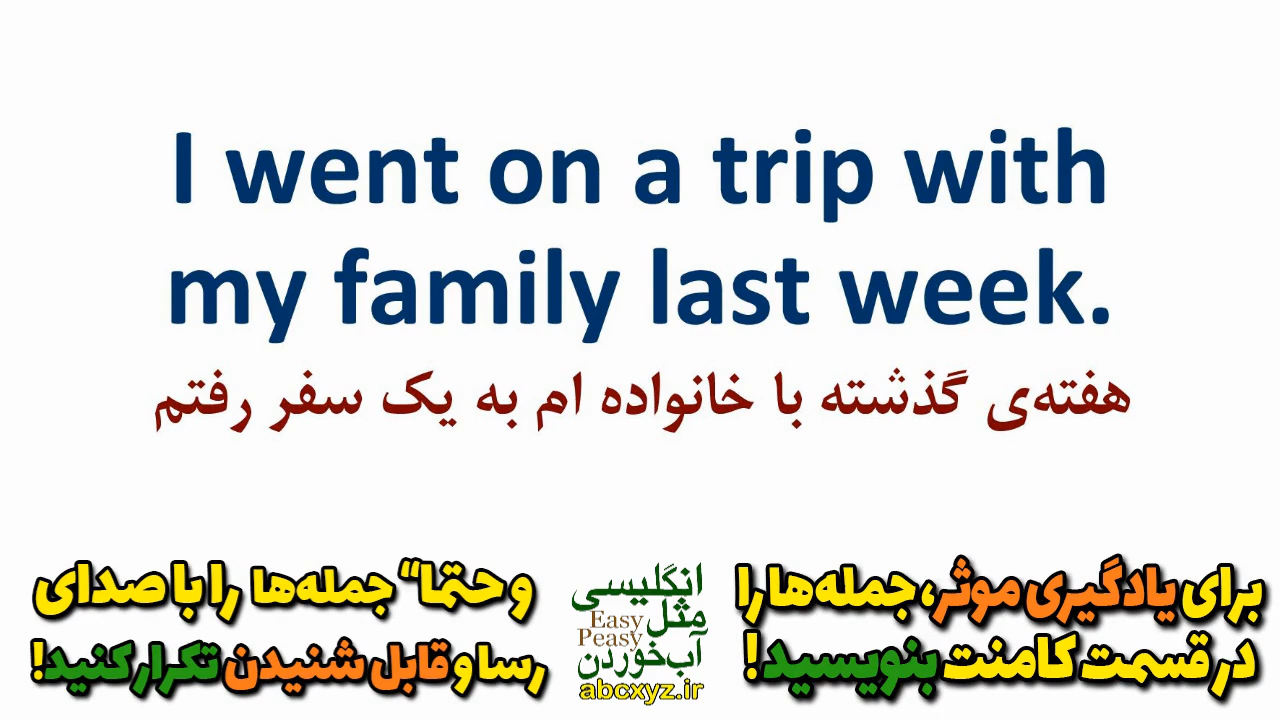 I went on a trip with
my family last week.
هفته‌ی گذشته با خانواده ام به یک سفر رفتم
برای یادگیری موثر، جمله‌ها را
در قسمت کامنت بنویسید!
و حتما“ جمله‌ها را با صدای
رسا و قابل شنیدن تکرار کنید!
انگلیسی
مثل
Easy
Peasy
آب خوردن
abcxyz.ir